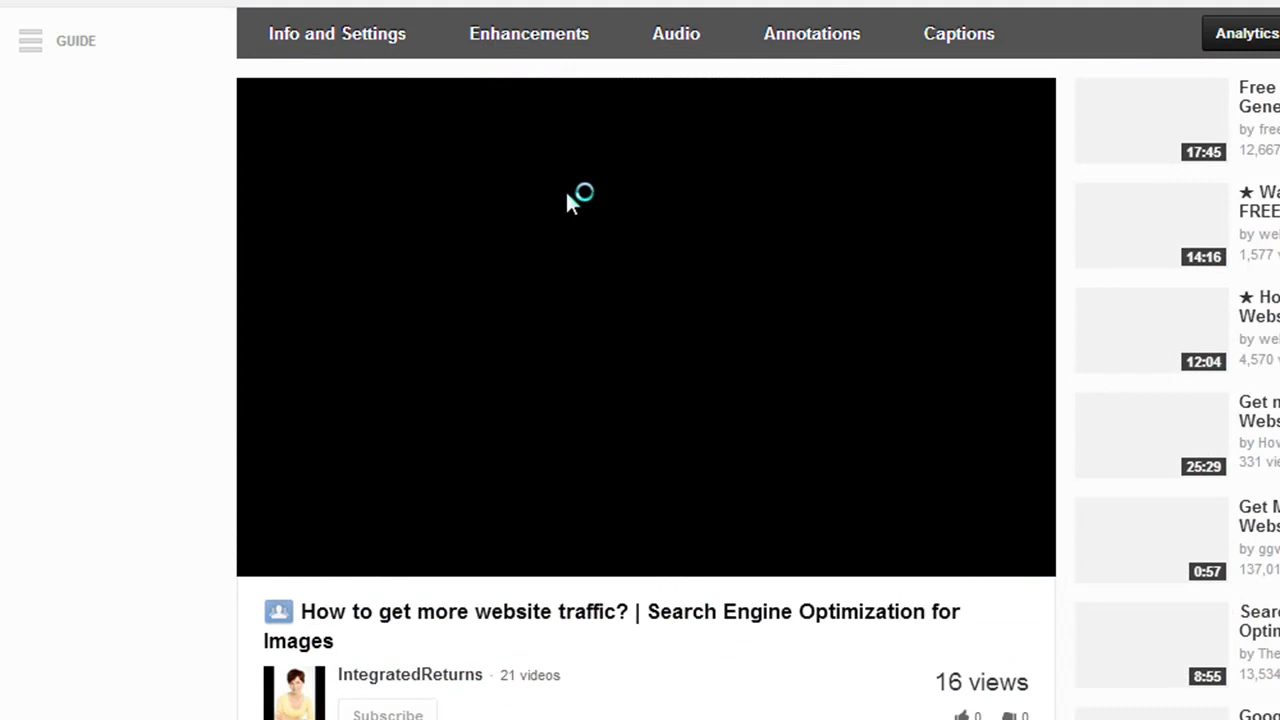 GUIDE
Info and Settings
Enhancements
Audio
Annotations
Captions
Analytics
17:45
Free
Gene
by free
12,667
14:16
★ Wa
FREE
by we
1,577
12:04
★ Ho
Webs
by we
4,570
25:29
Get m
Webs
by Hov
331 vie
0:57
Get M
Webs
by ggv
137,01
8:55
Sear
Optin
by The
13,534
Goog
How to get more website traffic? | Search Engine Optimization for
Images
IntegratedReturns · 21 videos
Subscribe
16 views
0 0